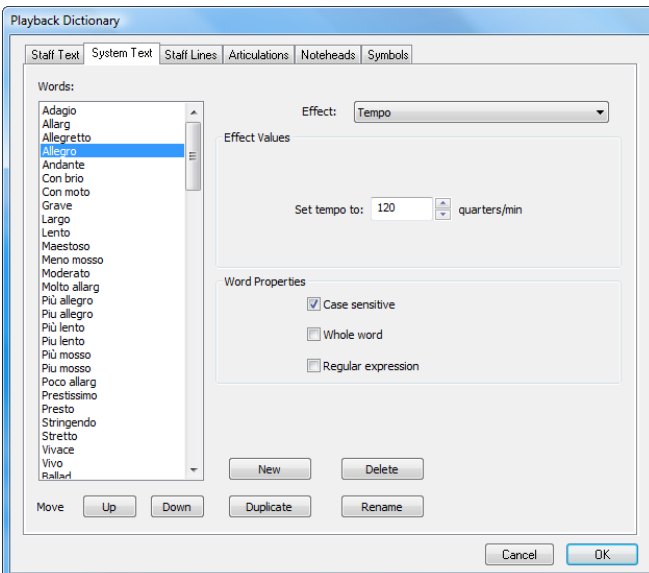 Playback Dictionary
Staff Text System Text Staff Lines Articulations Noteheads Symbols
Words:
Adagio
Allarg
Allegretto
Allegro
Andante
Con brio
Con moto
Grave
Largo
Lento
Maestoso
Meno mosso
Moderato
Molto allarg
Più allegro
Piu allegro
Più lento
Piu lento
Più mosso
Piu mosso
Poco allarg
Prestissimo
Presto
Stringendo
Stretto
Vivace
Vivo
Ballad
Effect: Tempo
Effect Values
Set tempo to: 120 quarters/min
Word Properties
Case sensitive
Whole word
Regular expression
New Delete
Move Up Down Duplicate Rename
Cancel OK